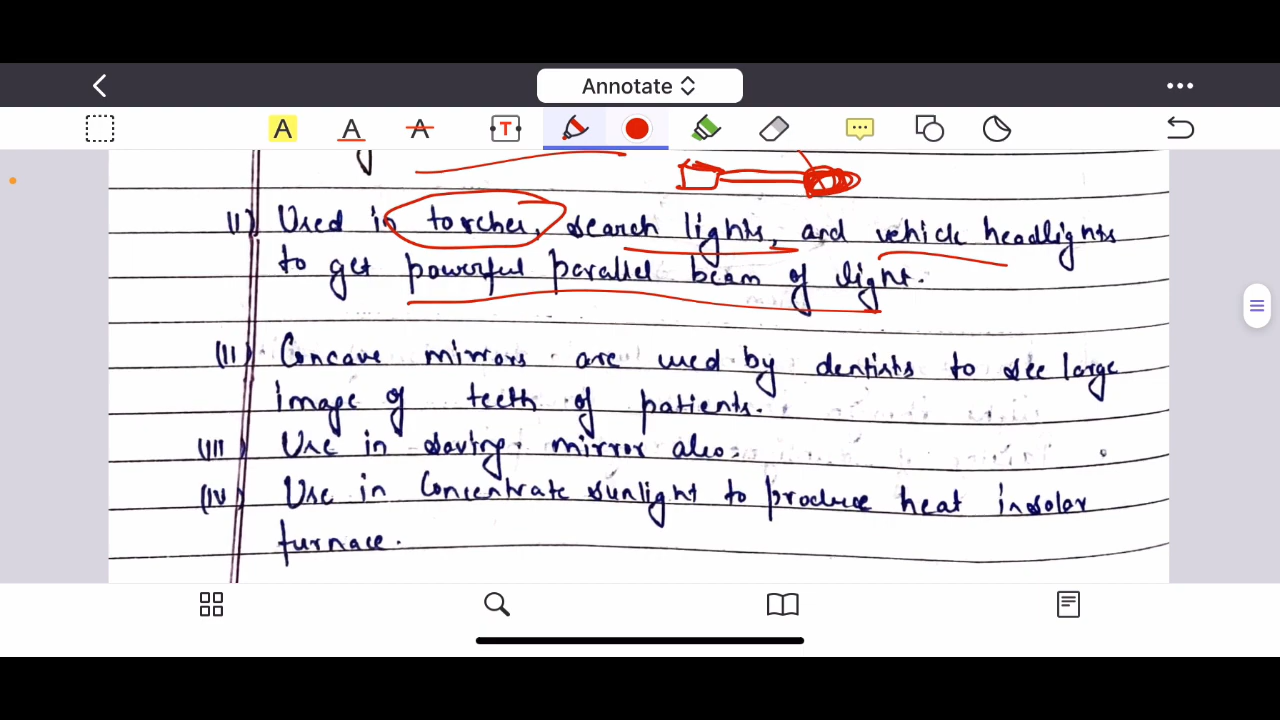 Annotate
A A A T
I) Used in torches, search lights, and vehicle headlights
to get powerful parallel beam of light.
(II) Concave mirrors are used by dentists to see large
image of teeth of patients.
(III) Use in saving mirror also.
(IV) Use in Concentrate sunlight to produce heat in solar
furnace.